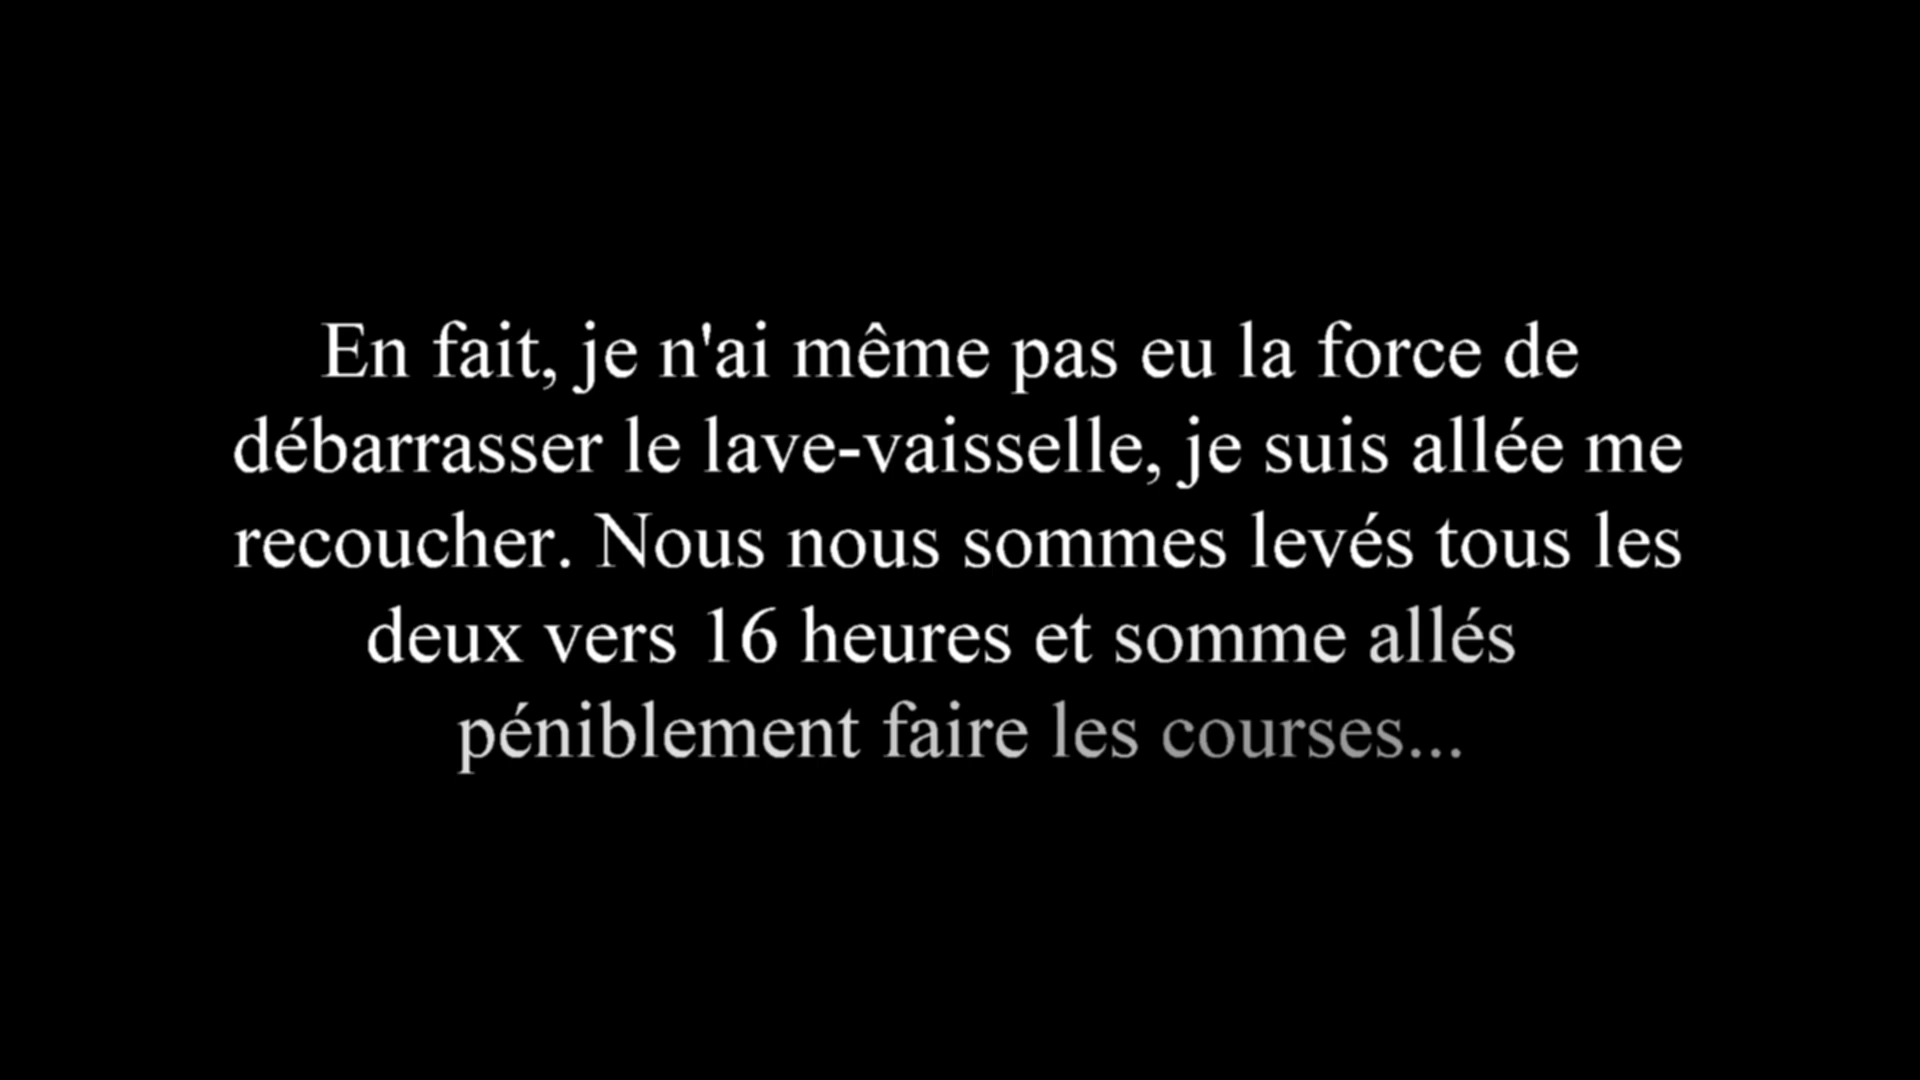 En fait, je n'ai même pas eu la force de
débarrasser le lave-vaisselle, je suis allée me
recoucher. Nous nous sommes levés tous les
deux vers 16 heures et somme allés
péniblement faire les courses...